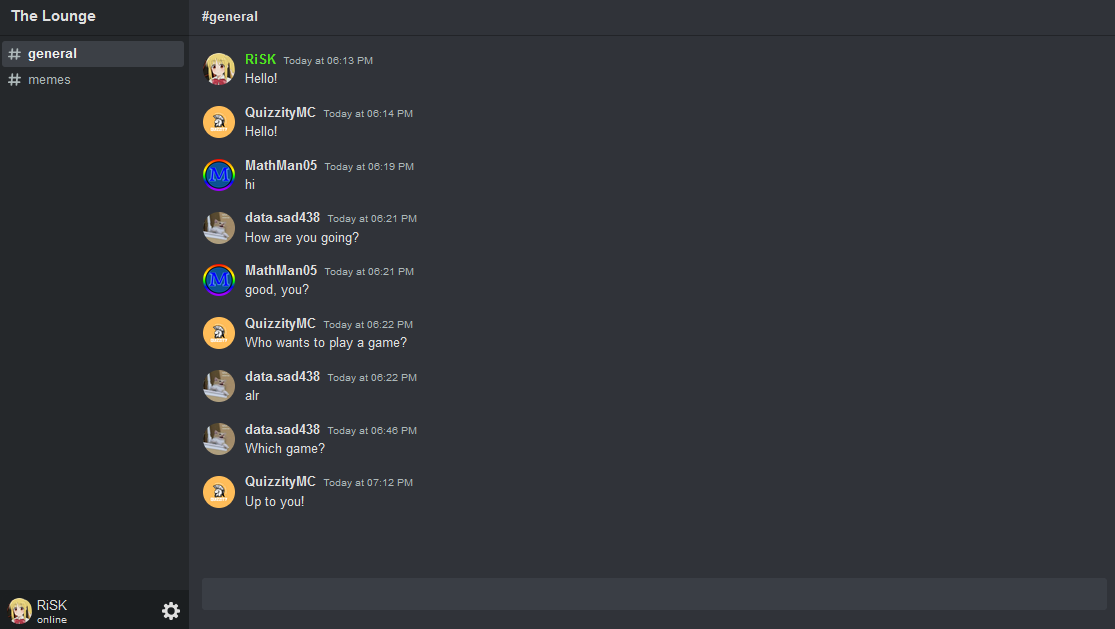 The Lounge
# general
# memes
RiSK
online
#general
RiSK Today at 06:13 PM
Hello!
QuizzityMC Today at 06:14 PM
Hello!
MathMan05 Today at 06:19 PM
hi
data.sad438 Today at 06:21 PM
How are you going?
MathMan05 Today at 06:21 PM
good, you?
QuizzityMC Today at 06:22 PM
Who wants to play a game?
data.sad438 Today at 06:22 PM
alr
data.sad438 Today at 06:46 PM
Which game?
QuizzityMC Today at 07:12 PM
Up to you!